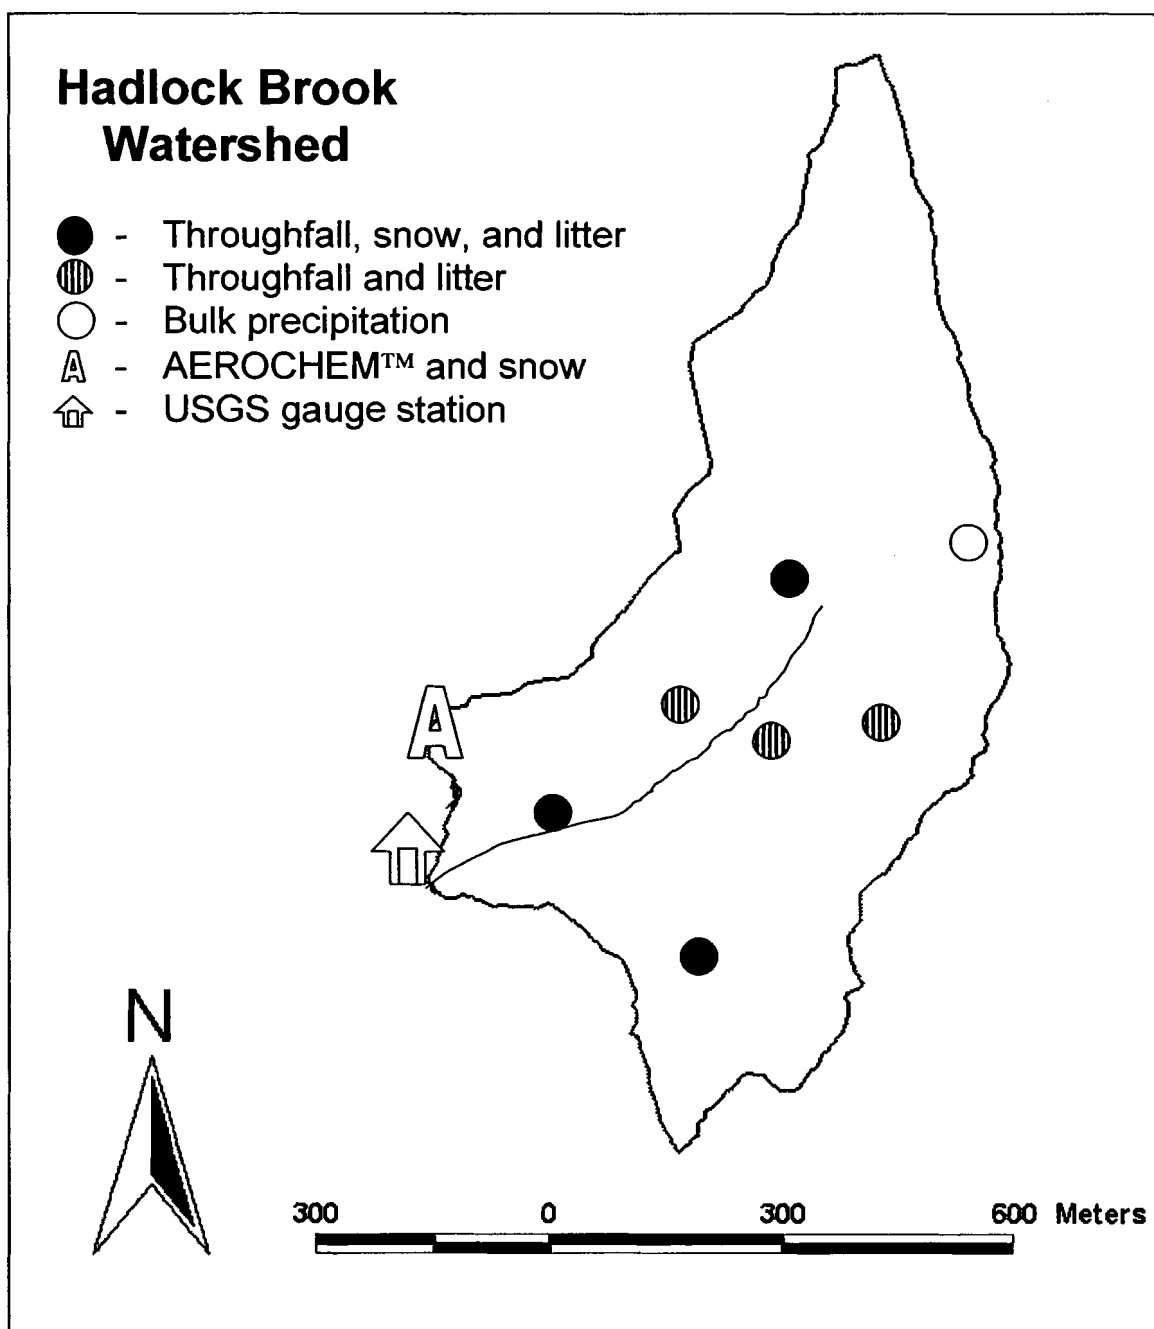 Hadlock Brook
Watershed
- Throughfall, snow, and litter
- Throughfall and litter
- Bulk precipitation
A - AEROCHEM™ and snow
- USGS gauge station
A
N
300 0 300 600 Meters